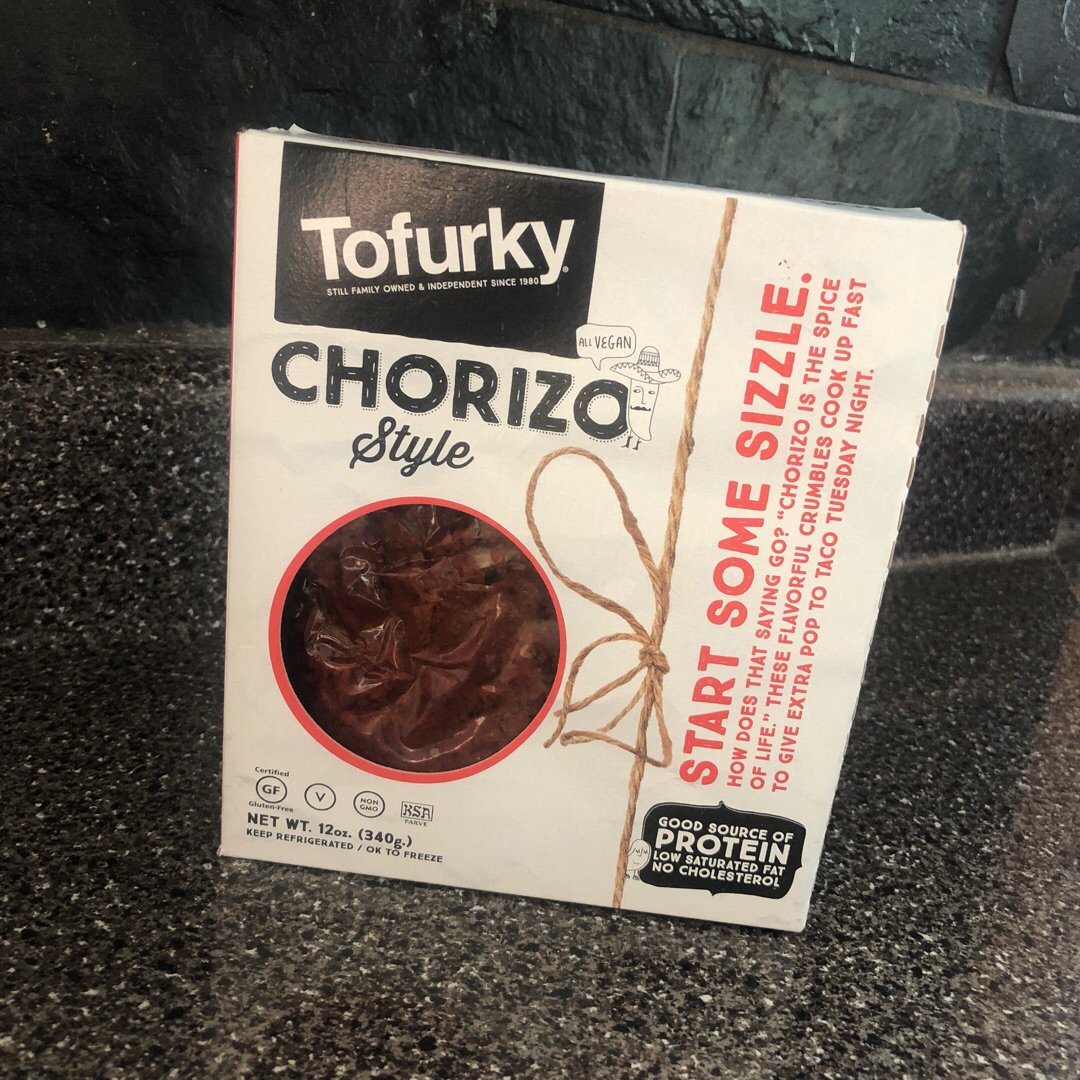 Tofurky®
STILL FAMILY OWNED & INDEPENDENT SINCE 1980
ALL VEGAN
CHORIZO
Style
START SOME SIZZLE.
HOW DOES THAT SAYING GO? “CHORIZO IS THE SPICE
OF LIFE.” THESE FLAVORFUL CRUMBLES COOK UP FAST
TO GIVE EXTRA POP TO TACO TUESDAY NIGHT.
Certified
GF
Gluten-Free
V
NON
GMO
KSA
PARVE
NET WT. 12oz. (340g.)
KEEP REFRIGERATED / OK TO FREEZE
GOOD SOURCE OF
PROTEIN
LOW SATURATED FAT
NO CHOLESTEROL